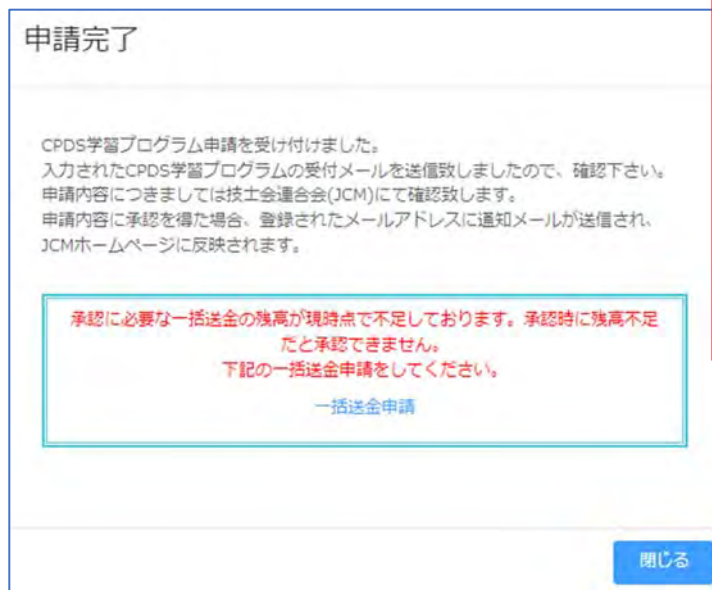 申請完了
CPDS学習プログラム申請を受け付けました。
入力されたCPDS学習プログラムの受付メールを送信致しましたので、確認下さい。
申請内容につきましては技士会連合会(JCM)にて確認致します。
申請内容に承認を得た場合、登録されたメールアドレスに通知メールが送信され、
JCMホームページに反映されます。
承認に必要な一括送金の残高が現時点で不足しております。承認時に残高不足
だと承認できません。
下記の一括送金申請をしてください。
一括送金申請
閉じる